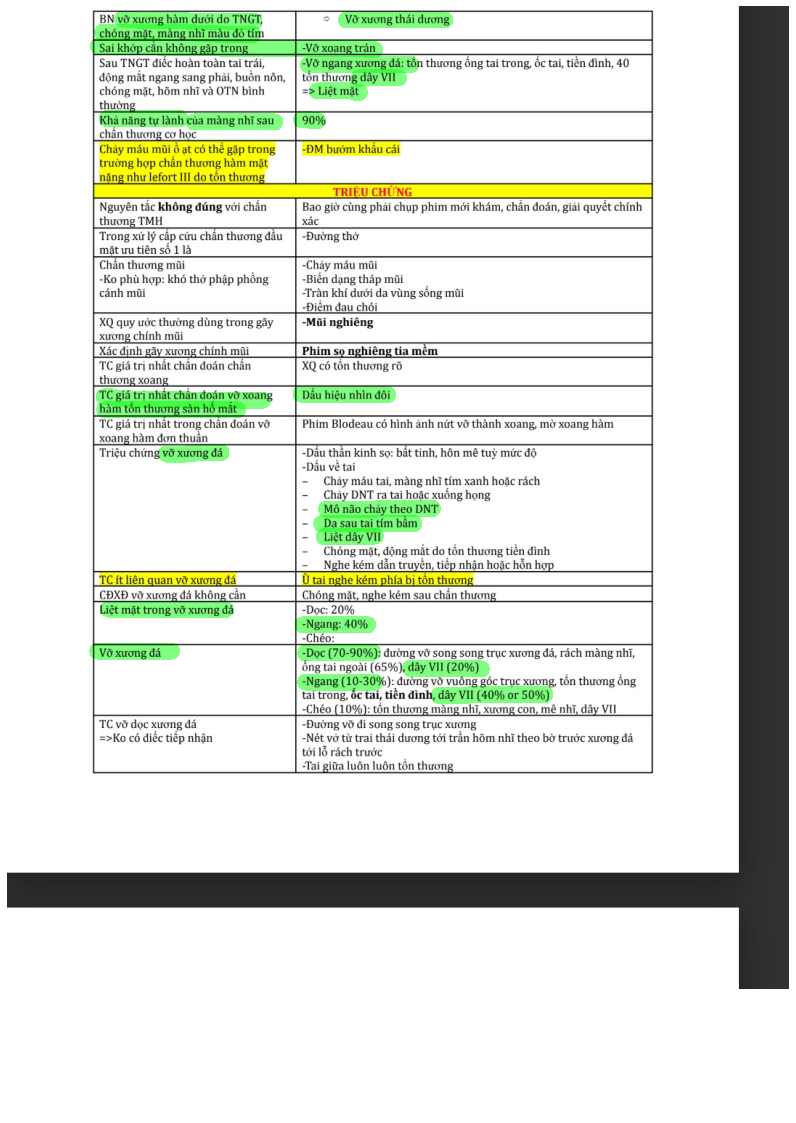 BN vỡ xương hàm dưới do TNGT,
chóng mặt, màng nhĩ màu đỏ tím
⇨ Vỡ xương thái dương
Sai khớp cắn không gặp trong
-Vỡ xoang trán
Sau TNGT điếc hoàn toàn tai trái,
động mắt ngang sang phải, buồn nôn,
chóng mặt, hõm nhĩ và OTN bình
thường
-Vỡ ngang xương đá: tổn thương ống tai trong, ốc tai, tiền đình, 40
tổn thương dây VII
=> Liệt mặt
Khả năng tự lành của màng nhĩ sau
chấn thương cơ học
90%
Chảy máu mũi ồ ạt có thể gặp trong
trường hợp chấn thương hàm mặt
nặng như lefort III do tổn thương
-ĐM bướm khẩu cái
TRIỆU CHỨNG
Nguyên tắc không đúng với chấn
thương TMH
Bao giờ cũng phải chụp phim mới khám, chẩn đoán, giải quyết chính
xác
Trong xử lý cấp cứu chấn thương đầu
mặt ưu tiên số 1 là
-Đường thở
Chấn thương mũi
-Ko phù hợp: khó thở phập phồng
cánh mũi
-Chảy máu mũi
-Biến dạng tháp mũi
-Tràn khí dưới da vùng sống mũi
-Điểm đau chói
XQ quy ước thường dùng trong gãy
xương chính mũi
-Mũi nghiêng
Xác định gãy xương chính mũi
Phim sọ nghiêng tia mềm
TC giá trị nhất chẩn đoán chấn
thương xoang
XQ có tổn thương rõ
TC giá trị nhất chẩn đoán vỡ xoang
hàm tổn thương sàn hố mắt
Dấu hiệu nhìn đôi
TC giá trị nhất trong chẩn đoán vỡ
xoang hàm đơn thuần
Phim Blodeau có hình ảnh nứt vỡ thành xoang, mờ xoang hàm
Triệu chứng vỡ xương đá
-Dấu thần kinh sọ: bất tỉnh, hôn mê tuỳ mức độ
-Dấu về tai
– Chảy máu tai, màng nhĩ tím xanh hoặc rách
– Chảy DNT ra tai hoặc xuống họng
– Mô não chảy theo DNT
– Da sau tai tím bầm
– Liệt dây VII
– Chóng mặt, động mắt do tổn thương tiền đình
– Nghe kém dẫn truyền, tiếp nhận hoặc hỗn hợp
TC ít liên quan vỡ xương đá
Ù tai nghe kém phía bị tổn thương
CĐXĐ vỡ xương đá không cần
Chóng mặt, nghe kém sau chấn thương
Liệt mặt trong vỡ xương đá
-Dọc: 20%
-Ngang: 40%
-Chéo:
Vỡ xương đá
-Dọc (70-90%): đường vỡ song song trục xương đá, rách màng nhĩ,
ống tai ngoài (65%), dây VII (20%)
-Ngang (10-30%): đường vỡ vuông góc trục xương, tổn thương ống
tai trong, ốc tai, tiền đình, dây VII (40% or 50%)
-Chéo (10%): tổn thương màng nhĩ, xương con, mê nhĩ, dây VII
TC vỡ dọc xương đá
=>Ko có điếc tiếp nhận
-Đường vỡ đi song song trục xương
-Nét vở từ trai thái dương tới trần hõm nhĩ theo bờ trước xương đá
tới lỗ rách trước
-Tai giữa luôn luôn tổn thương